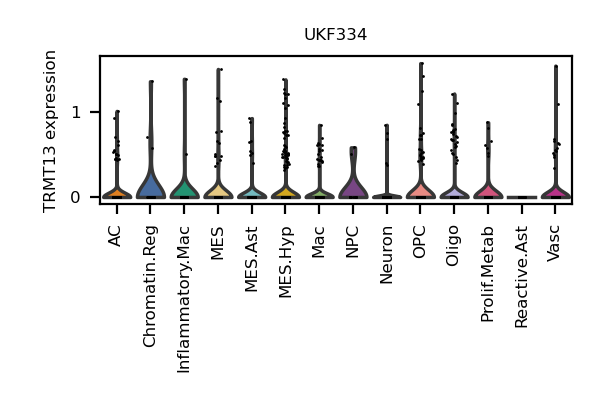 UKF334
TRMT13 expression
1
0
AC
Chromatin.Reg
Inflammatory.Mac
MES
MES.Ast
MES.Hyp
Mac
NPC
Neuron
OPC
Oligo
Prolif.Metab
Reactive.Ast
Vasc